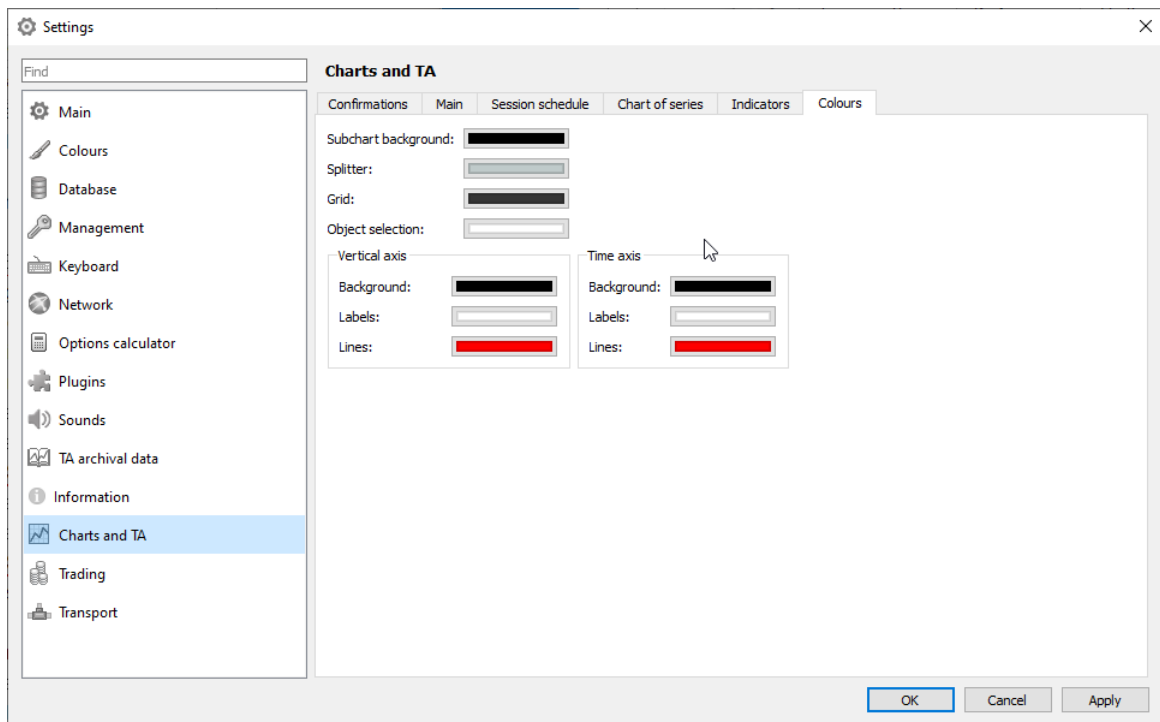 Settings
Find
Main
Colours
Database
Management
Keyboard
Network
Options calculator
Plugins
Sounds
TA archival data
Information
Charts and TA
Trading
Transport
Charts and TA
Confirmations Main Session schedule Chart of series Indicators Colours
Subchart background:
Splitter:
Grid:
Object selection:
Vertical axis
Background:
Labels:
Lines:
Time axis
Background:
Labels:
Lines:
OK Cancel Apply